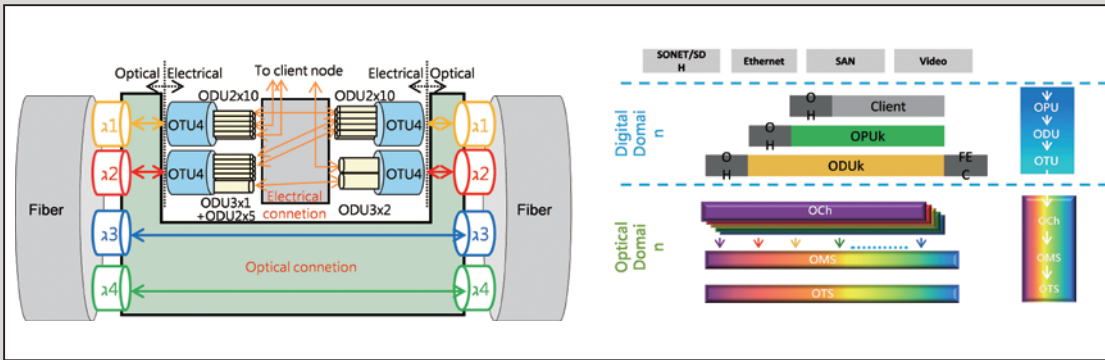 Optical
Electrical
To client node
Electrical
Optical
ODU2x10
ODU2x10
Fiber
λ1
OTU4
OTU4
λ1
λ2
OTU4
OTU4
λ2
ODU3x1
+ODU2x5
Electrical
connetion
ODU3x2
λ3
λ3
Optical connetion
λ4
λ4
Fiber
SONET/SD
H
Ethernet
SAN
Video
Digital
Domai
n
O
H
Client
O
H
OPUk
O
H
ODUk
FE
C
OPU
ODU
OTU
Optical
Domai
n
OCh
OMS
OTS
OCh
OMS
OTS